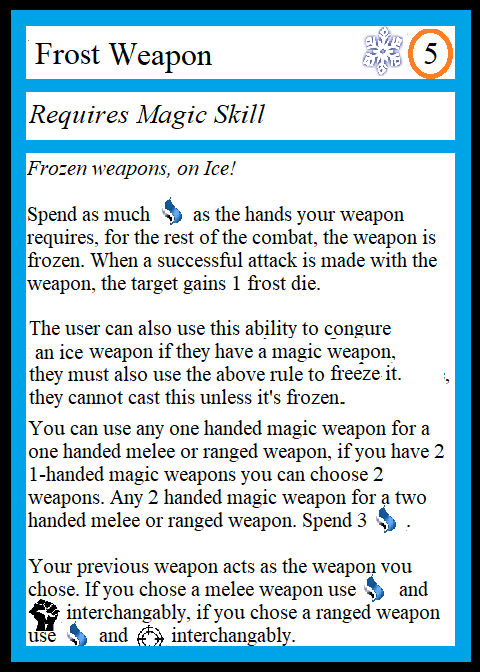 Frost Weapon 5
Requires Magic Skill
Frozen weapons, on Ice!
Spend as much as the hands your weapon
requires, for the rest of the combat, the weapon is
frozen. When a successful attack is made with the
weapon, the target gains 1 frost die.
The user can also use this ability to congure
an ice weapon if they have a magic weapon,
they must also use the above rule to freeze it. ,
they cannot cast this unless it's frozen.
You can use any one handed magic weapon for a
one handed melee or ranged weapon, if you have 2
1-handed magic weapons you can choose 2
weapons. Any 2 handed magic weapon for a two
handed melee or ranged weapon. Spend 3 .
Your previous weapon acts as the weapon you
chose. If you chose a melee weapon use and
interchangably, if you chose a ranged weapon
use and interchangably.